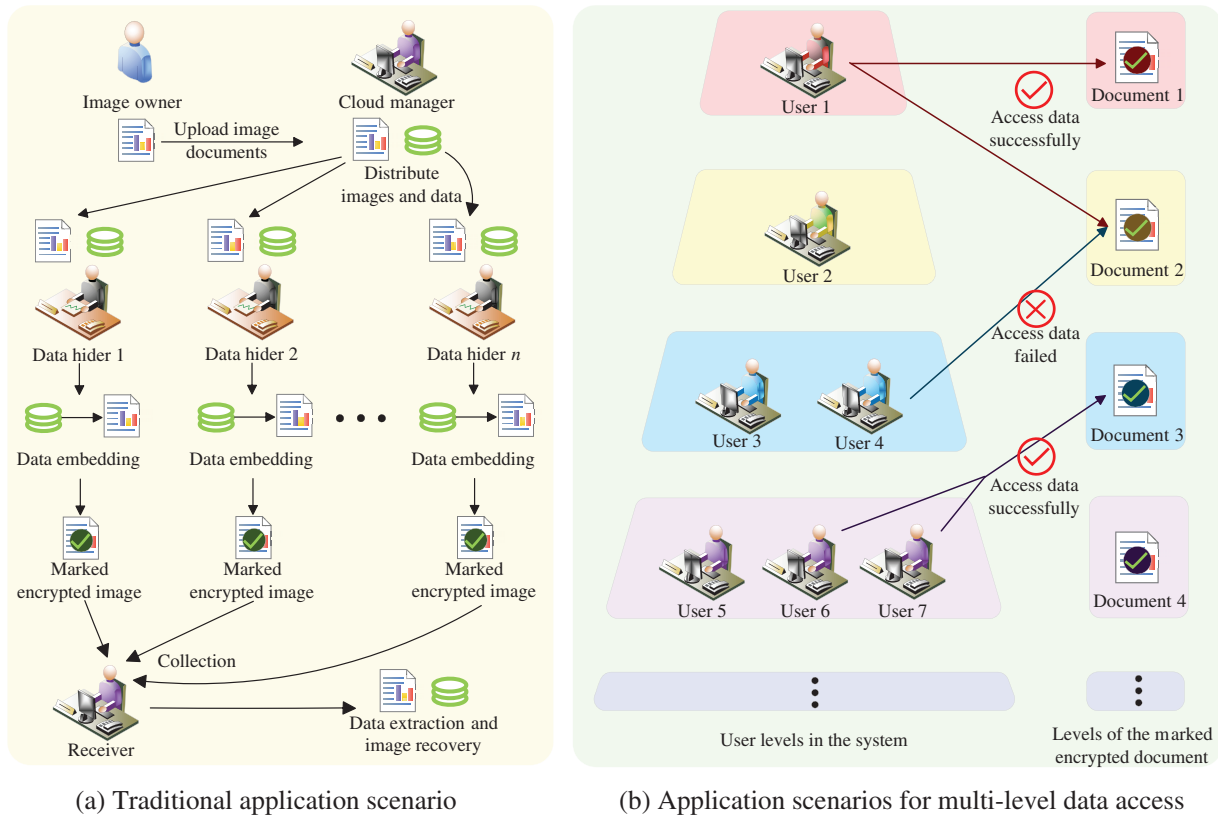 Image owner
Cloud manager
Upload image
documents
Distribute
images and data
Data hider 1
Data hider 2
Data hider n
Data embedding
Data embedding
Data embedding
Marked
encrypted image
Marked
encrypted image
Marked
encrypted image
Collection
Receiver
Data extraction and
image recovery
(a) Traditional application scenario
User 1
Document 1
Access data
successfully
User 2
Document 2
Access data
failed
User 3
User 4
Document 3
Access data
successfully
User 5
User 6
User 7
Document 4
User levels in the system
Levels of the marked
encrypted document
(b) Application scenarios for multi-level data access